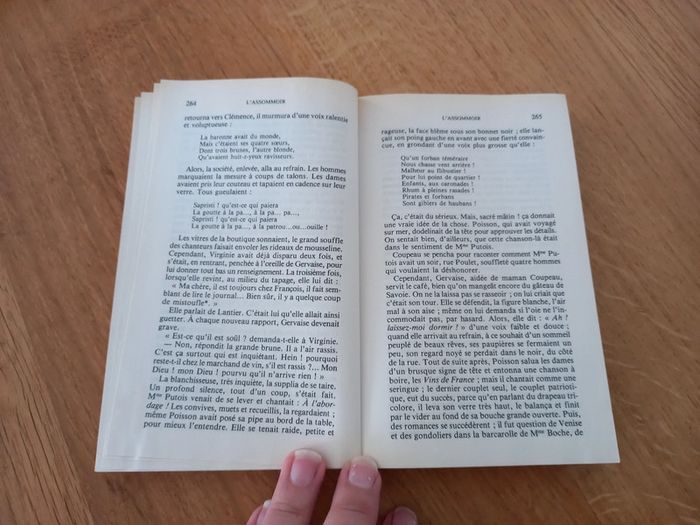 264
L'ASSOMMOIR
retourna vers Clémence, il murmura d'une voix ralentie
et voluptueuse :
La baronne avait du monde,
Mais c'étaient ses quatre sœurs,
Dont trois brunes, l'autre blonde,
Qu'avaient huit-z-yeux ravisseurs.
Alors, la société, enlevée, alla au refrain. Les hommes
marquaient la mesure à coups de talons. Les dames
avaient pris leur couteau et tapaient en cadence sur leur
verre. Tous gueulaient :
Sapristi ! qu'est-ce qui paiera
La goutte à la pa..., à la pa... pa...,
Sapristi ! qu'est-ce qui paiera
La goutte à la pa..., à la patrou...ou...ouille !
Les vitres de la boutique sonnaient, le grand souffle
des chanteurs faisait envoler les rideaux de mousseline.
Cependant, Virginie avait déjà disparu deux fois, et
s'était, en rentrant, penchée à l'oreille de Gervaise, pour
lui donner tout bas un renseignement. La troisième fois,
lorsqu'elle revint, au milieu du tapage, elle lui dit :
« Ma chère, il est toujours chez François, il fait sem-
blant de lire le journal... Bien sûr, il y a quelque coup
de mistoufle*. »
Elle parlait de Lantier. C'était lui qu'elle allait ainsi
guetter. À chaque nouveau rapport, Gervaise devenait
grave.
« Est-ce qu'il est soûl ? demanda-t-elle à Virginie.
— Non, répondit la grande brune. Il a l'air rassis.
C'est ça surtout qui est inquiétant. Hein ! pourquoi
reste-t-il chez le marchand de vin, s'il est rassis ?... Mon
Dieu ! mon Dieu ! pourvu qu'il n'arrive rien ! »
La blanchisseuse, très inquiète, la supplia de se taire.
Un profond silence, tout d'un coup, s'était fait.
Mme Putois venait de se lever et chantait : À l'abor-
dage ! Les convives, muets et recueillis, la regardaient ;
même Poisson avait posé sa pipe au bord de la table,
pour mieux l'entendre. Elle se tenait raide, petite et
L'ASSOMMOIR
265
rageuse, la face blême sous son bonnet noir ; elle lan-
çait son poing gauche en avant avec une fierté convain-
cue, en grondant d'une voix plus grosse qu'elle :
Qu'un forban téméraire
Nous chasse vent arrière !
Malheur au flibustier !
Pour lui point de quartier !
Enfants, aux caronades !
Rhum à pleines rasades !
Pirates et forbans
Sont gibiers de haubans !
Ça, c'était du sérieux. Mais, sacré mâtin ! ça donnait
une vraie idée de la chose. Poisson, qui avait voyagé
sur mer, dodelinait de la tête pour approuver les détails.
On sentait bien, d'ailleurs, que cette chanson-là était
dans le sentiment de Mme Putois.
Coupeau se pencha pour raconter comment Mme Pu-
tois avait un soir, rue Poulet, souffleté quatre hommes
qui voulaient la déshonorer.
Cependant, Gervaise, aidée de maman Coupeau,
servit le café, bien qu'on mangeât encore du gâteau de
Savoie. On ne la laissa pas se rasseoir ; on lui criait que
c'était son tour. Elle se défendit, la figure blanche, l'air
mal à son aise ; même on lui demanda si l'oie ne l'in-
commodait pas, par hasard. Alors, elle dit : « Ah !
laissez-moi dormir ! » d'une voix faible et douce ;
quand elle arrivait au refrain, à ce souhait d'un sommeil
peuplé de beaux rêves, ses paupières se fermaient un
peu, son regard noyé se perdait dans le noir, du côté
de la rue. Tout de suite après, Poisson salua les dames
d'un brusque signe de tête et entonna une chanson à
boire, les Vins de France ; mais il chantait comme une
seringue ; le dernier couplet seul, le couplet patrioti-
que, eut du succès, parce qu'en parlant du drapeau tri-
colore, il leva son verre très haut, le balança et finit
par le vider au fond de sa bouche grande ouverte. Puis,
des romances se succédèrent ; il fut question de Venise
et des gondoliers dans la barcarolle de Mme Boche, de